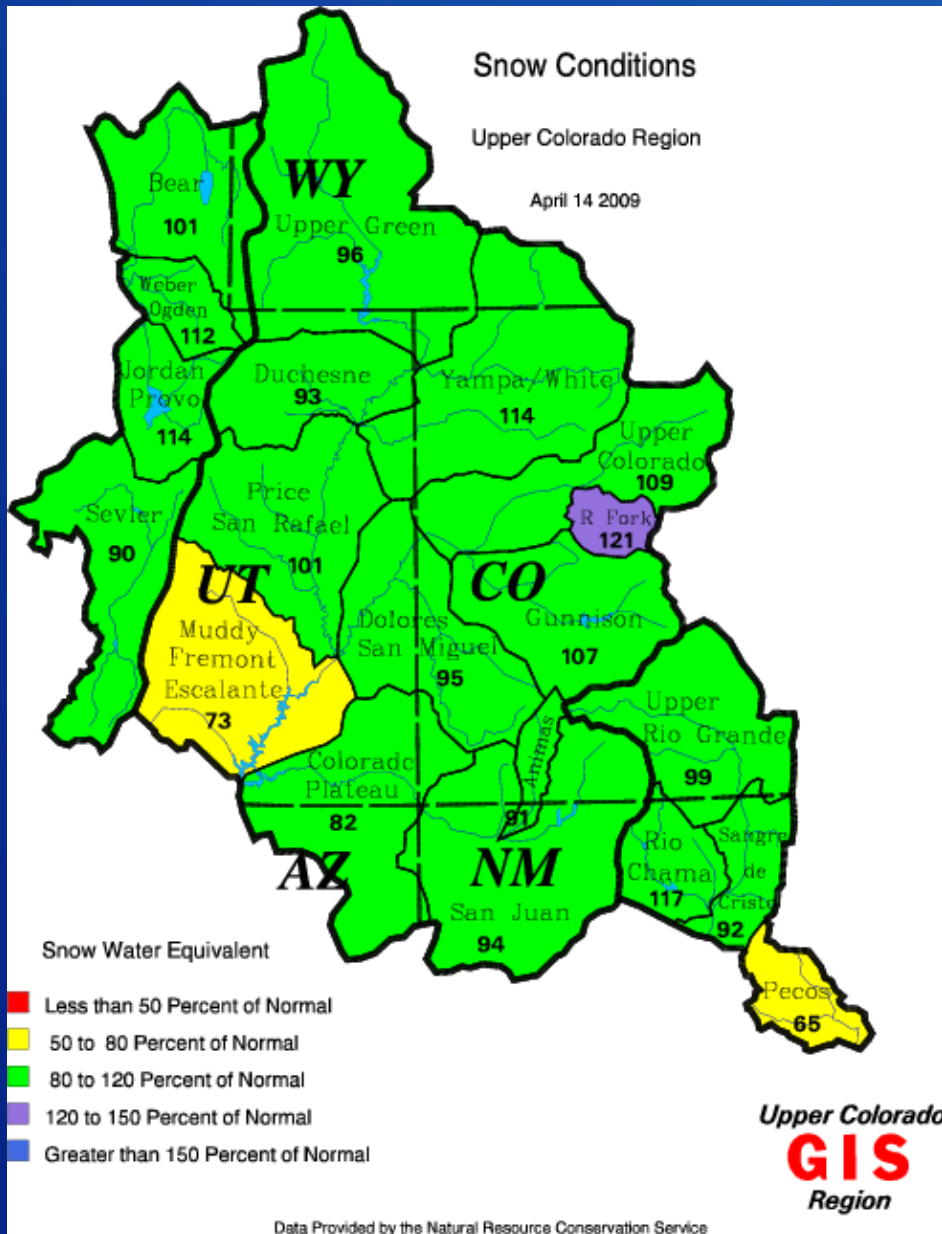 Snow Conditions
Upper Colorado Region
April 14 2009
WY
Bear
101
Upper Green
96
Weber
Ogden
112
Jordan
Provo
114
Duchesne
93
Yampa/White
114
Upper
Colorado
109
Price
San Rafael
101
Sevier
90
R Fork
121
UT
CO
Muddy
Fremont
Escalante
73
Dolores
San Miguel
95
Gunnison
107
Animas
91
Upper
Rio Grande
99
Colorado
Plateau
82
AZ
NM
San Juan
94
Rio
Chama
117
Sangre
de
Cristo
92
Pecos
65
Snow Water Equivalent
Less than 50 Percent of Normal
50 to 80 Percent of Normal
80 to 120 Percent of Normal
120 to 150 Percent of Normal
Greater than 150 Percent of Normal
Upper Colorado
GIS
Region
Data Provided by the Natural Resource Conservation Service